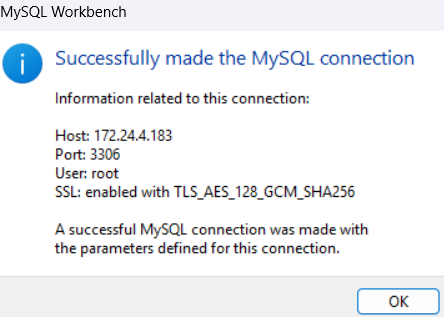 MySQL Workbench
Successfully made the MySQL connection
Information related to this connection:
Host: 172.24.4.183
Port: 3306
User: root
SSL: enabled with TLS_AES_128_GCM_SHA256
A successful MySQL connection was made with
the parameters defined for this connection.
OK